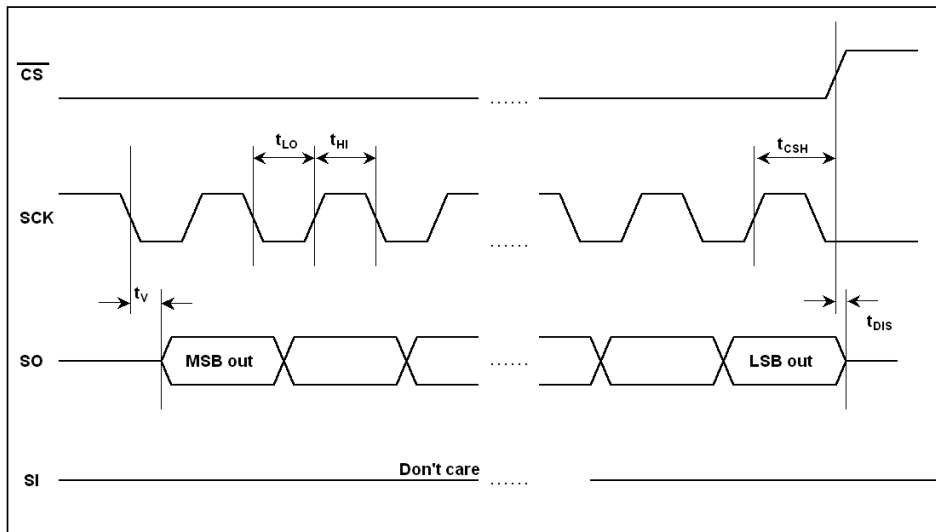 CS
......
tLO
tHI
tCSH
SCK
......
tV
tDIS
SO
MSB out
......
LSB out
Don't care
SI
......